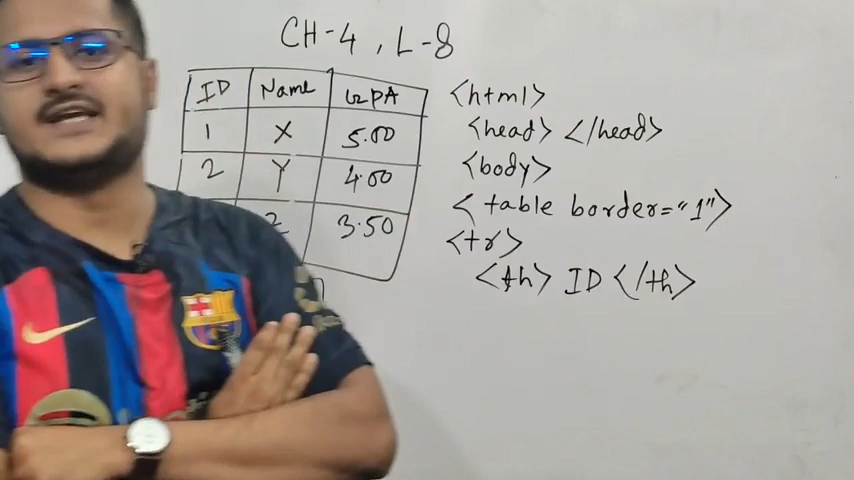 CH-4, L-8
ID Name GPA
1 X 5.00
2 Y 4.00
Z 3.50
<html>
<head> </head>
<body>
< table border="1">
<tr>
<th> ID </th>